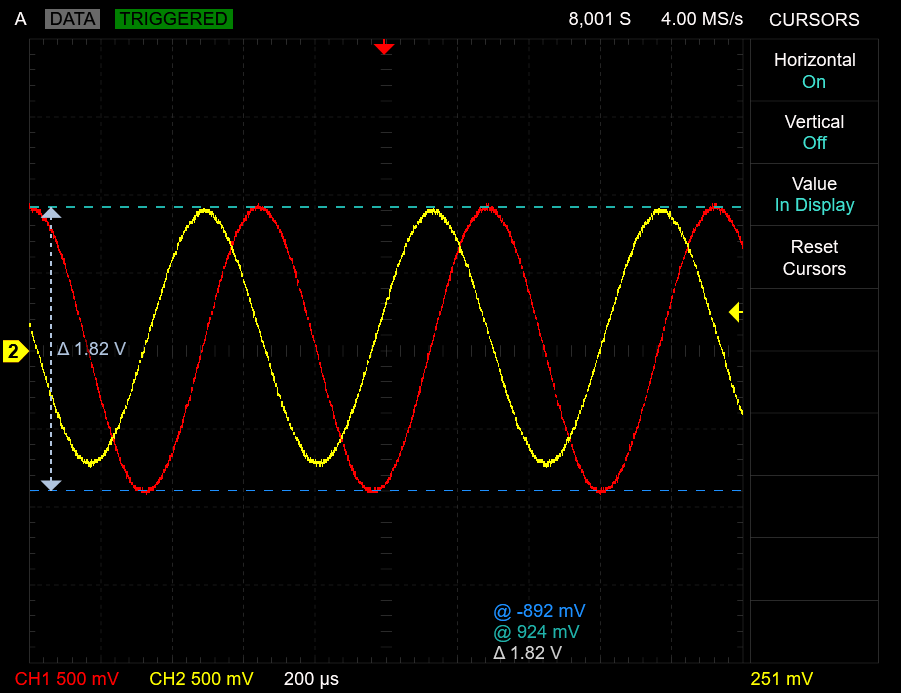 A DATA TRIGGERED 8,001 S 4.00 MS/s CURSORS
Horizontal
On
Vertical
Off
Value
In Display
Reset
Cursors
2
Δ 1.82 V
@ -892 mV
@ 924 mV
Δ 1.82 V
CH1 500 mV CH2 500 mV 200 µs 251 mV